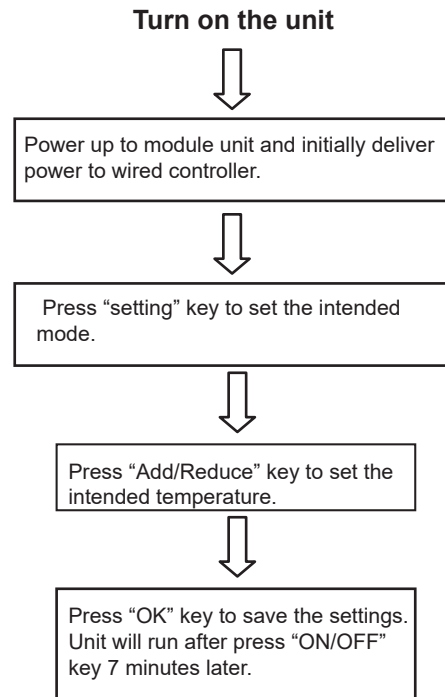 Turn on the unit
Power up to module unit and initially deliver
power to wired controller.
Press “setting” key to set the intended
mode.
Press “Add/Reduce” key to set the
intended temperature.
Press “OK” key to save the settings.
Unit will run after press “ON/OFF”
key 7 minutes later.